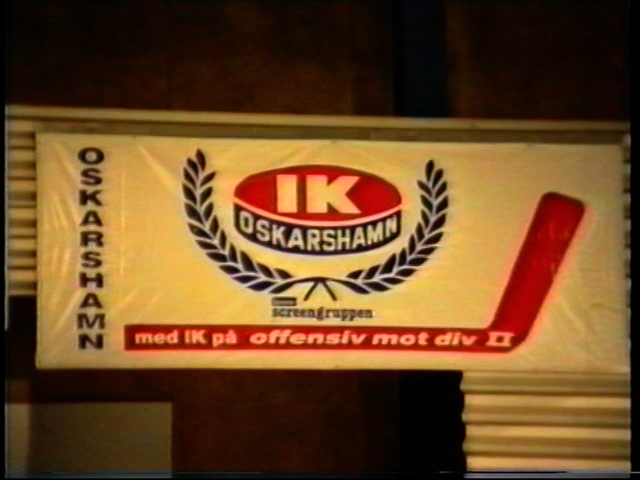 OSKARSHAMN
IK
OSKARSHAMN
screengruppen
med IK på offensiv mot div II